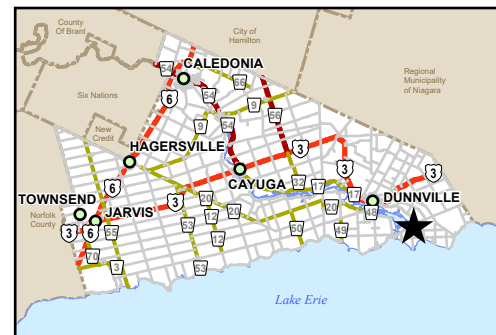 County
Of Brant
City of
Hamilton
CALEDONIA
54
66
Regional
Municipality
of Niagara
Six Nations
6
54
9
56
New
Credit
9
54
HAGERSVILLE
3
3
3
6
CAYUGA
32
17
TOWNSEND
20
17
DUNNVILLE
Norfolk
County
JARVIS
3
20
12
20
48
3
6
55
53
12
50
49
70
3
53
Lake Erie